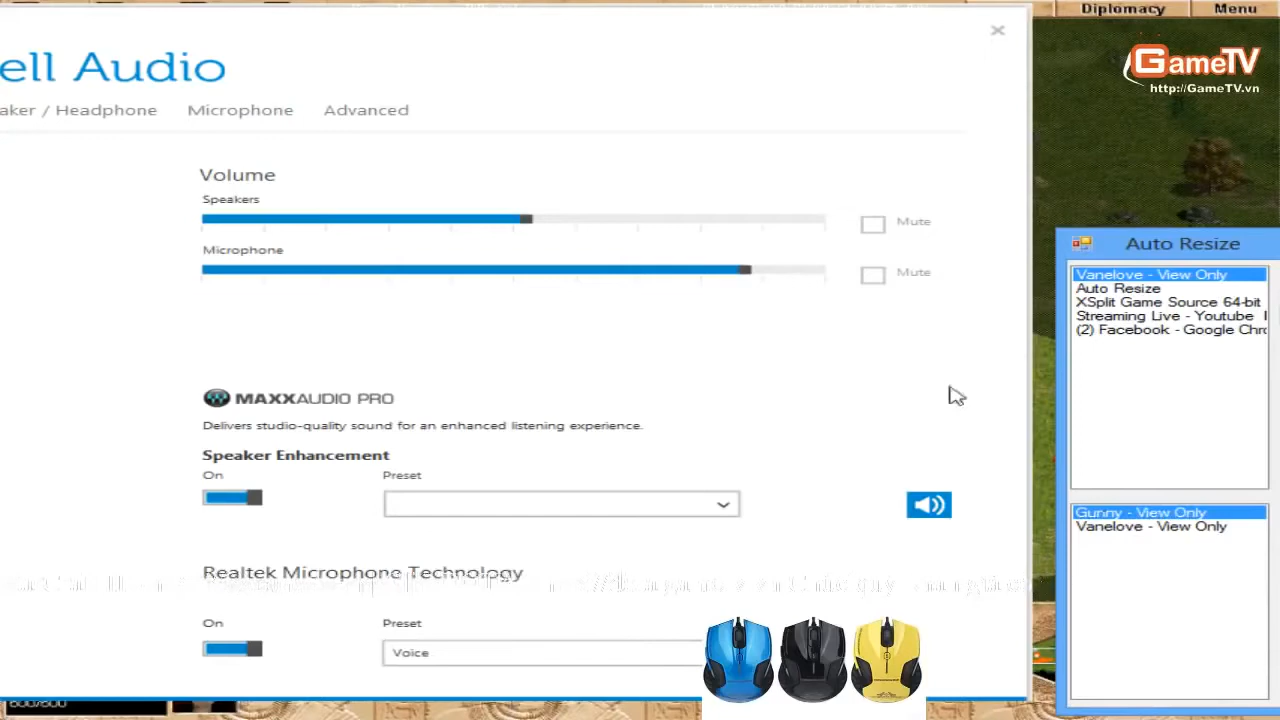 Diplomacy
Menu
GameTV
http://GameTV.vn
ell Audio
aker / Headphone
Microphone
Advanced
Volume
Speakers
Mute
Microphone
Mute
MAXXAUDIO PRO
Delivers studio-quality sound for an enhanced listening experience.
Speaker Enhancement
On
Preset
Realtek Microphone Technology
On
Preset
Voice
600/600
Auto Resize
Vanelove - View Only
Auto Resize
XSplit Game Source 64-bit
Streaming Live - Youtube
(2) Facebook - Google Chr
Gunny - View Only
Vanelove - View Only